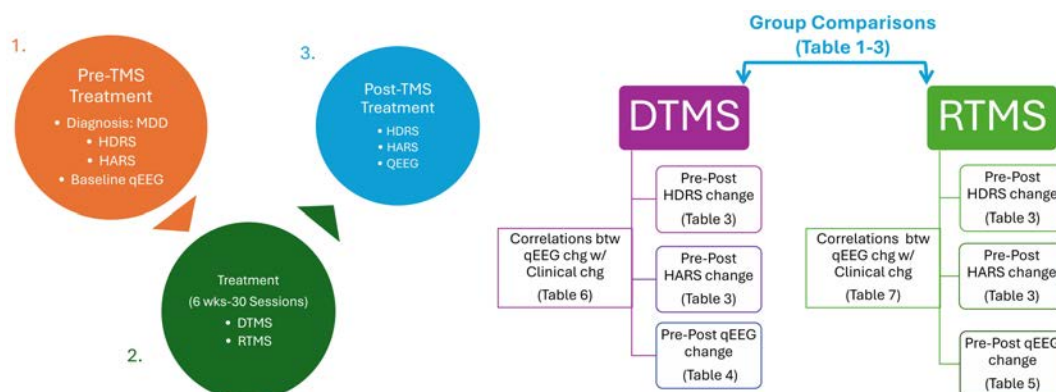 1.
Pre-TMS
Treatment
• Diagnosis: MDD
• HDRS
• HARS
• Baseline qEEG
2.
Treatment
(6 wks-30 Sessions)
• DTMS
• RTMS
3.
Post-TMS
Treatment
• HDRS
• HARS
• QEEG
Group Comparisons
(Table 1-3)
DTMS
Pre-Post
HDRS change
(Table 3)
Correlations btw
qEEG chg w/
Clinical chg
(Table 6)
Pre-Post
HARS change
(Table 3)
Pre-Post qEEG
change
(Table 4)
RTMS
Pre-Post
HDRS change
(Table 3)
Correlations btw
qEEG chg w/
Clinical chg
(Table 7)
Pre-Post
HARS change
(Table 3)
Pre-Post qEEG
change
(Table 5)